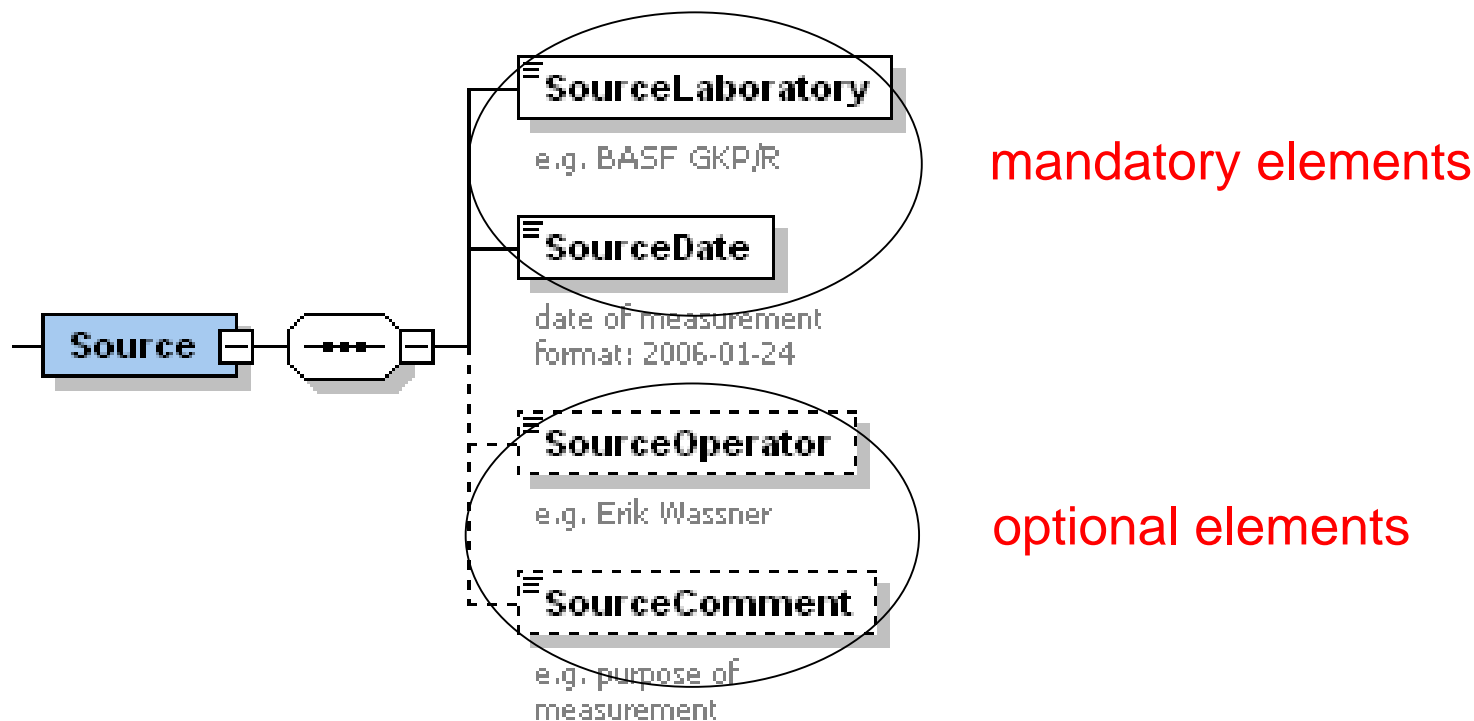 SourceLaboratory
e.g. BASF GKP/R
mandatory elements
SourceDate
date of measurement
format: 2006-01-24
Source
SourceOperator
e.g. Erik Wassner
optional elements
SourceComment
e.g. purpose of
measurement